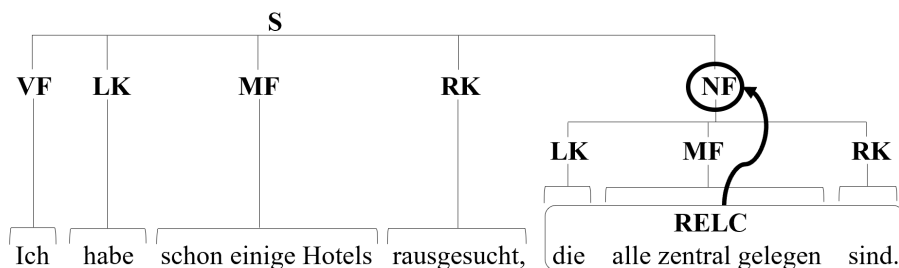 S
VF LK MF RK NF
LK MF RK
RELC
Ich habe schon einige Hotels rausgesucht, die alle zentral gelegen sind.